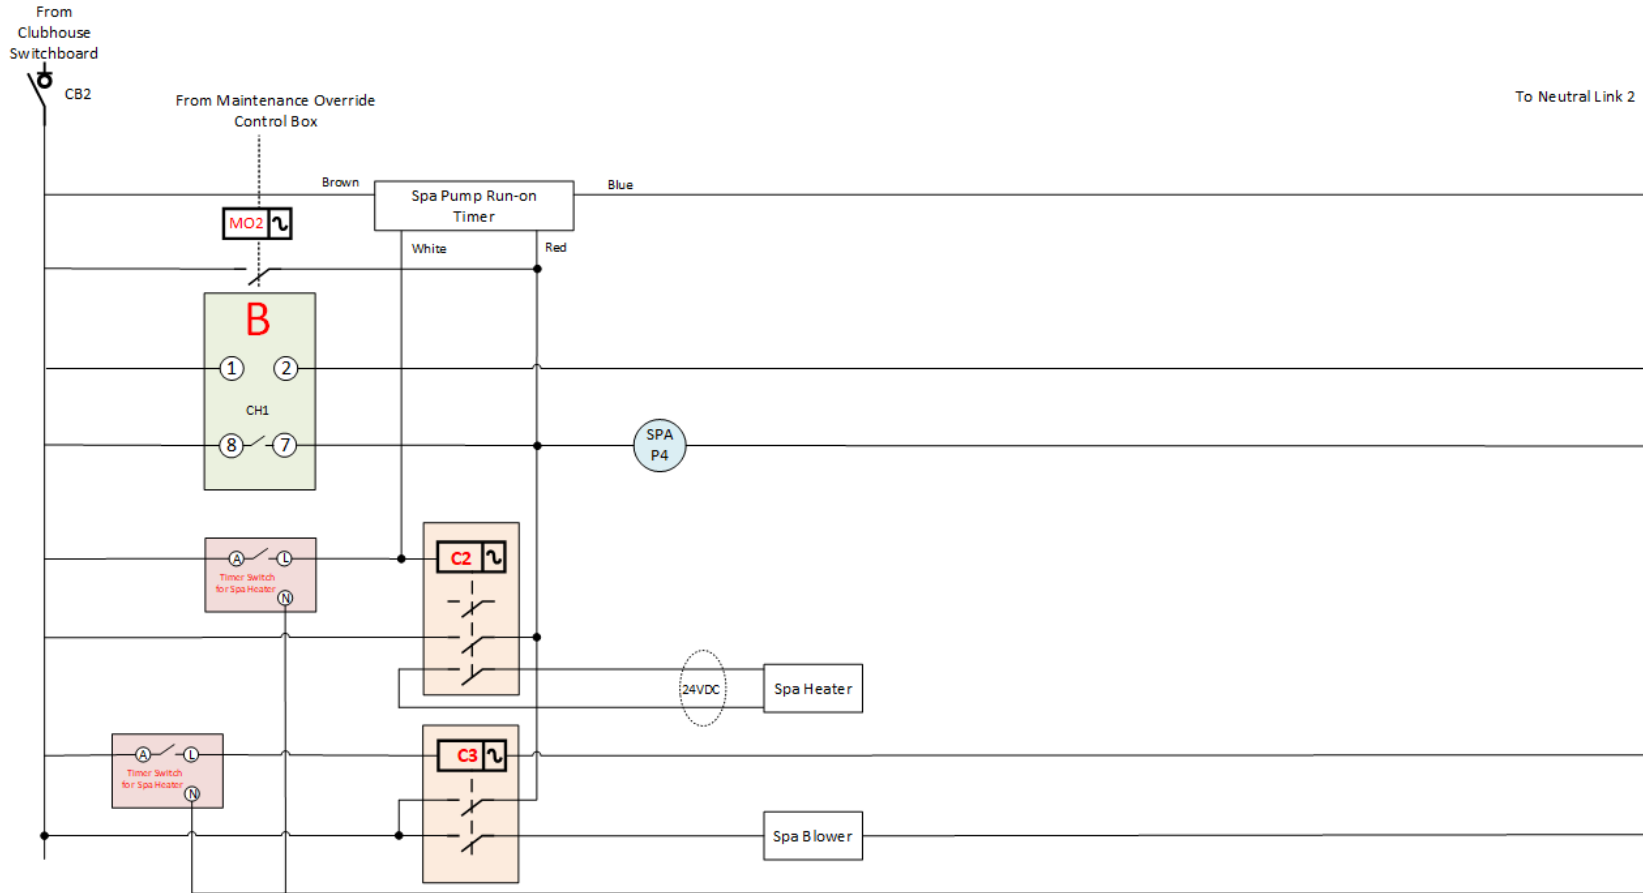 From
Clubhouse
Switchboard
CB2
From Maintenance Override
Control Box
To Neutral Link 2
Brown
Spa Pump Run-on
Timer
Blue
MO2
White
Red
B
1
2
CH1
8
7
SPA
P4
A
L
Timer Switch
for Spa Heater
N
C2
24VDC
Spa Heater
A
L
Timer Switch
for Spa Heater
N
C3
Spa Blower